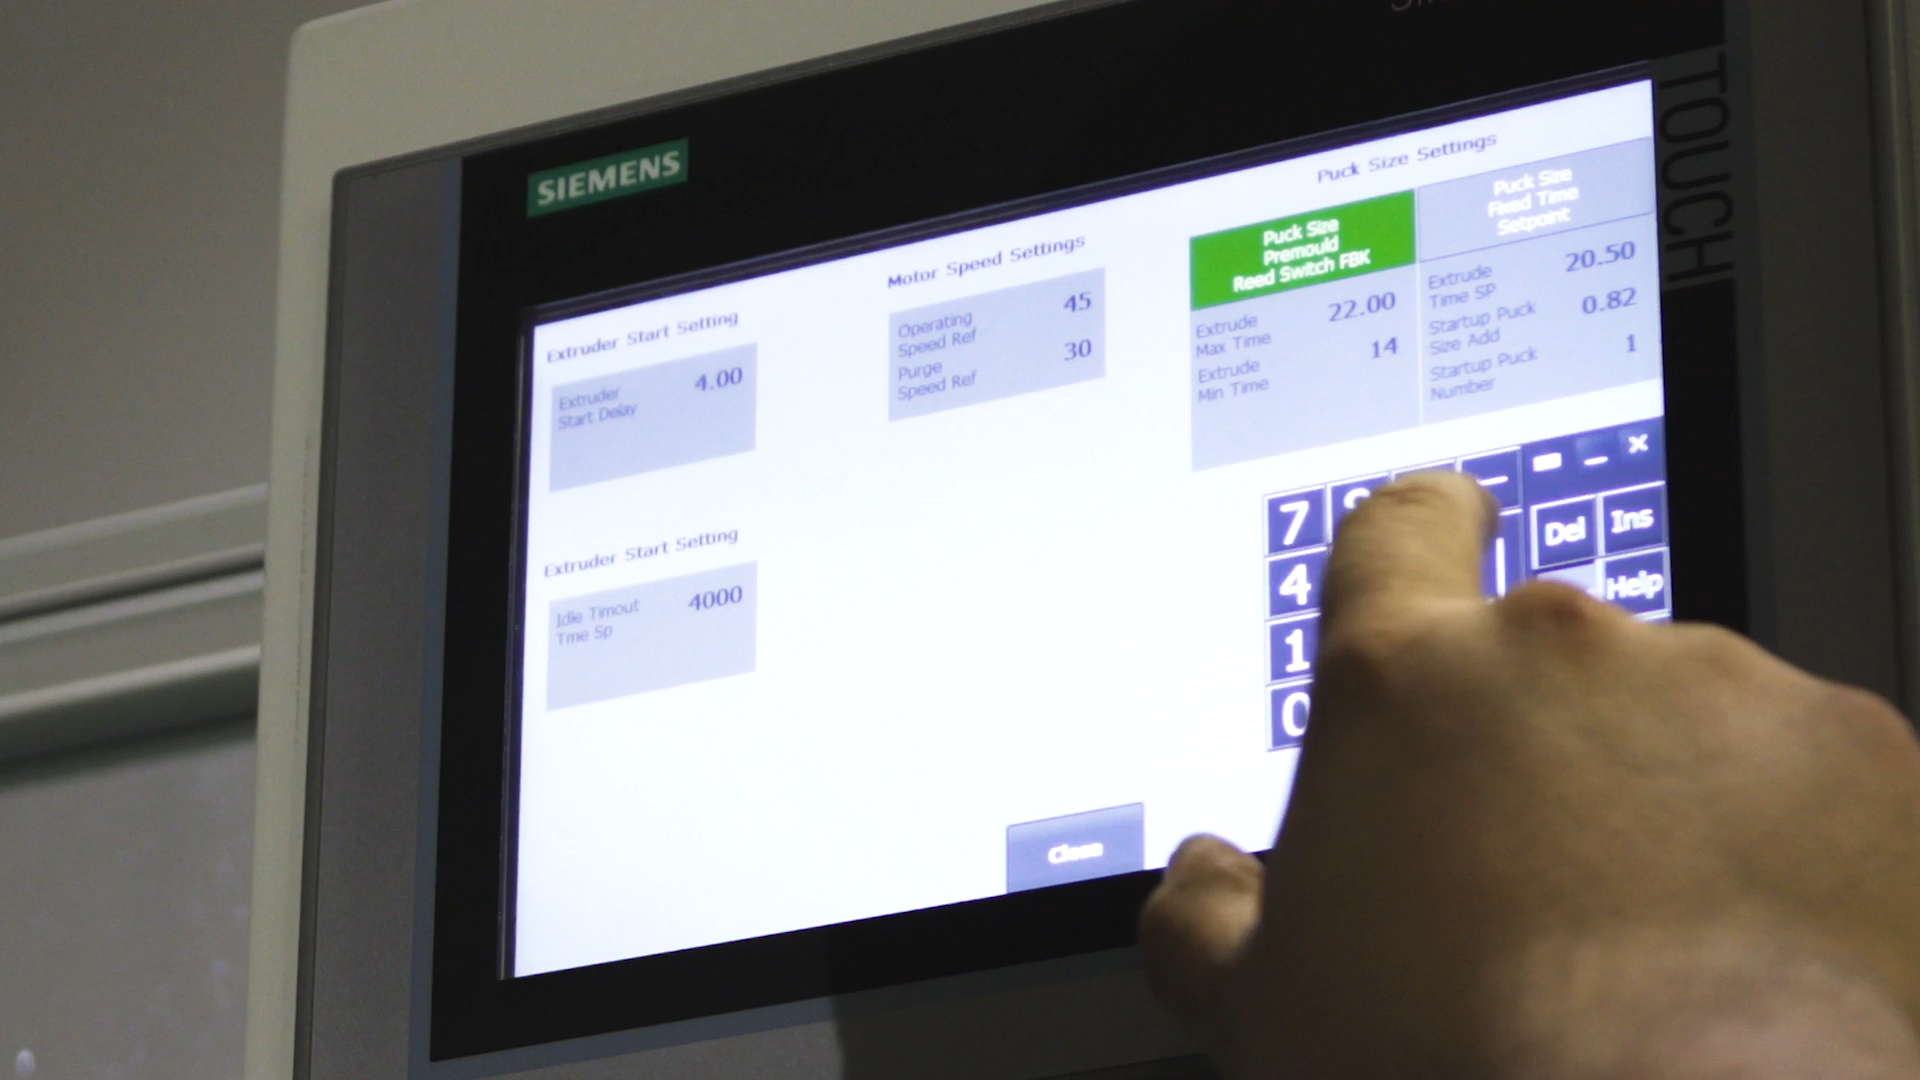 SIEMENS
TOUCH
Puck Size Settings
Puck Size
Premould
Reed Switch FBK
Puck Size
Fixed Time
Setpoint
Motor Speed Settings
Extruder Start Setting
Extruder
Start Delay
4.00
Operating
Speed Ref
45
Purge
Speed Ref
30
Extrude
Max Time
22.00
Extrude
Min Time
14
Extrude
Time SP
20.50
Startup Puck
Size Add
0.82
Startup Puck
Number
1
Extruder Start Setting
Idle Timout
Tme Sp
4000
7
4
1
0
Del Ins
Help